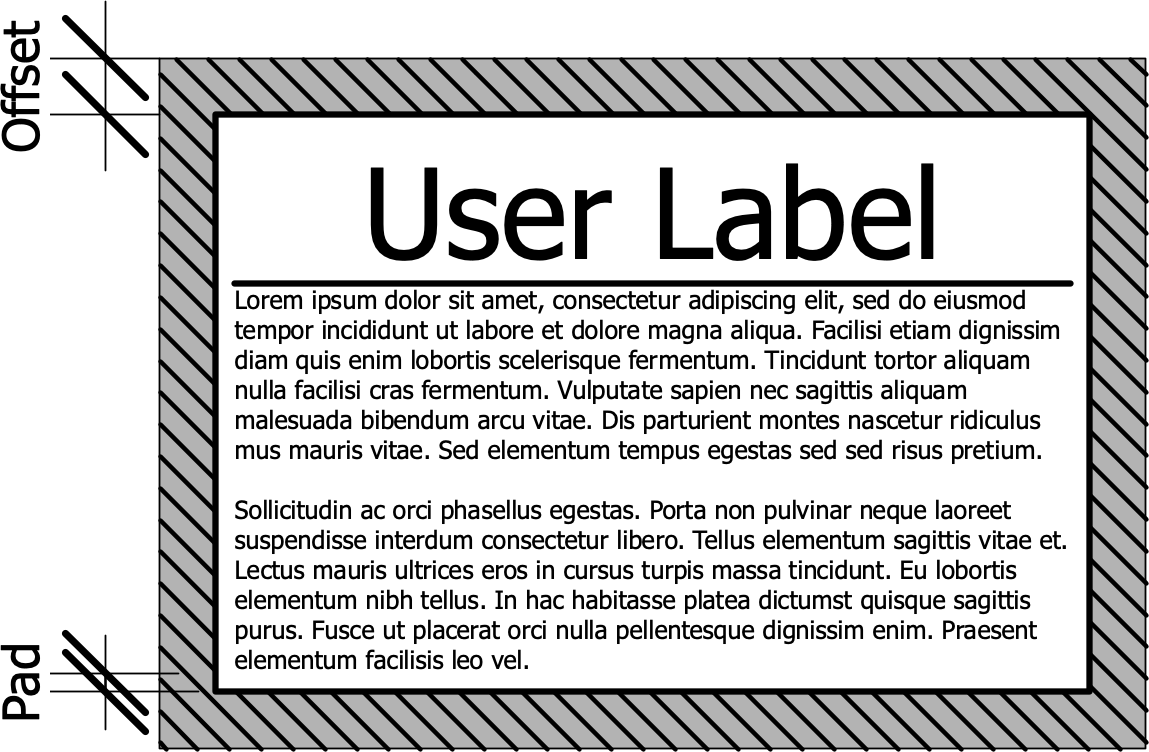 Offset
User Label
Lorem ipsum dolor sit amet, consectetur adipiscing elit, sed do eiusmod
tempor incididunt ut labore et dolore magna aliqua. Facilisi etiam dignissim
diam quis enim lobortis scelerisque fermentum. Tincidunt tortor aliquam
nulla facilisi cras fermentum. Vulputate sapien nec sagittis aliquam
malesuada bibendum arcu vitae. Dis parturient montes nascetur ridiculus
mus mauris vitae. Sed elementum tempus egestas sed sed risus pretium.
Sollicitudin ac orci phasellus egestas. Porta non pulvinar neque laoreet
suspendisse interdum consectetur libero. Tellus elementum sagittis vitae et.
Lectus mauris ultrices eros in cursus turpis massa tincidunt. Eu lobortis
elementum nibh tellus. In hac habitasse platea dictumst quisque sagittis
purus. Fusce ut placerat orci nulla pellentesque dignissim enim. Praesent
elementum facilisis leo vel.
Pad